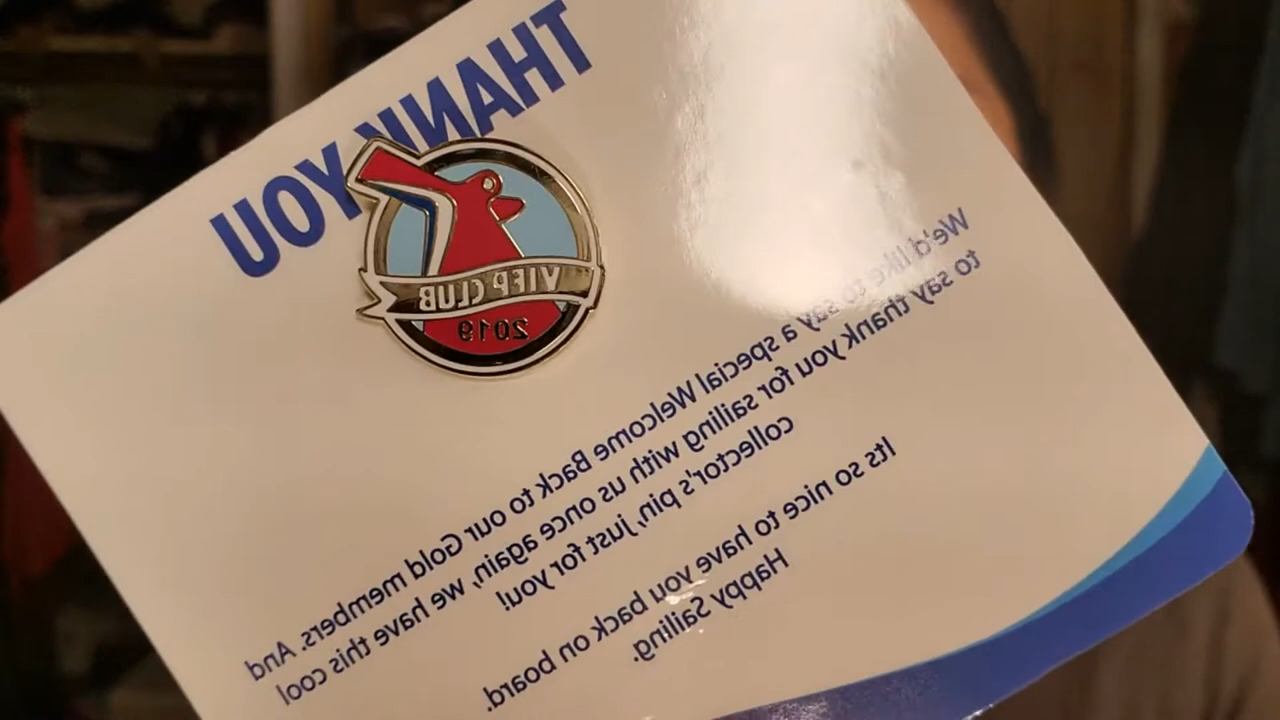 THANK YOU
VIFP CLUB
2019
We'd like to say a special Welcome Back to our Gold members. And
to say thank you for sailing with us once again, we have this cool
collector's pin, just for you!
Its so nice to have you back on board.
Happy Sailing.